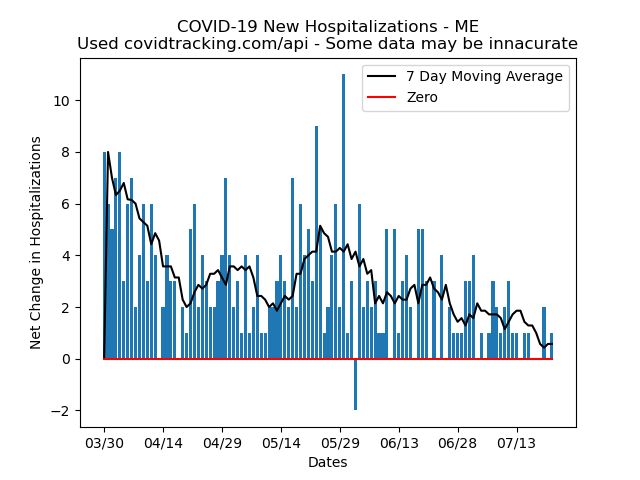 COVID-19 New Hospitalizations - ME
Used covidtracking.com/api - Some data may be innacurate
7 Day Moving Average
Zero
Net Change in Hospitalizations
10
8
6
4
2
0
−2
03/30 04/14 04/29 05/14 05/29 06/13 06/28 07/13
Dates